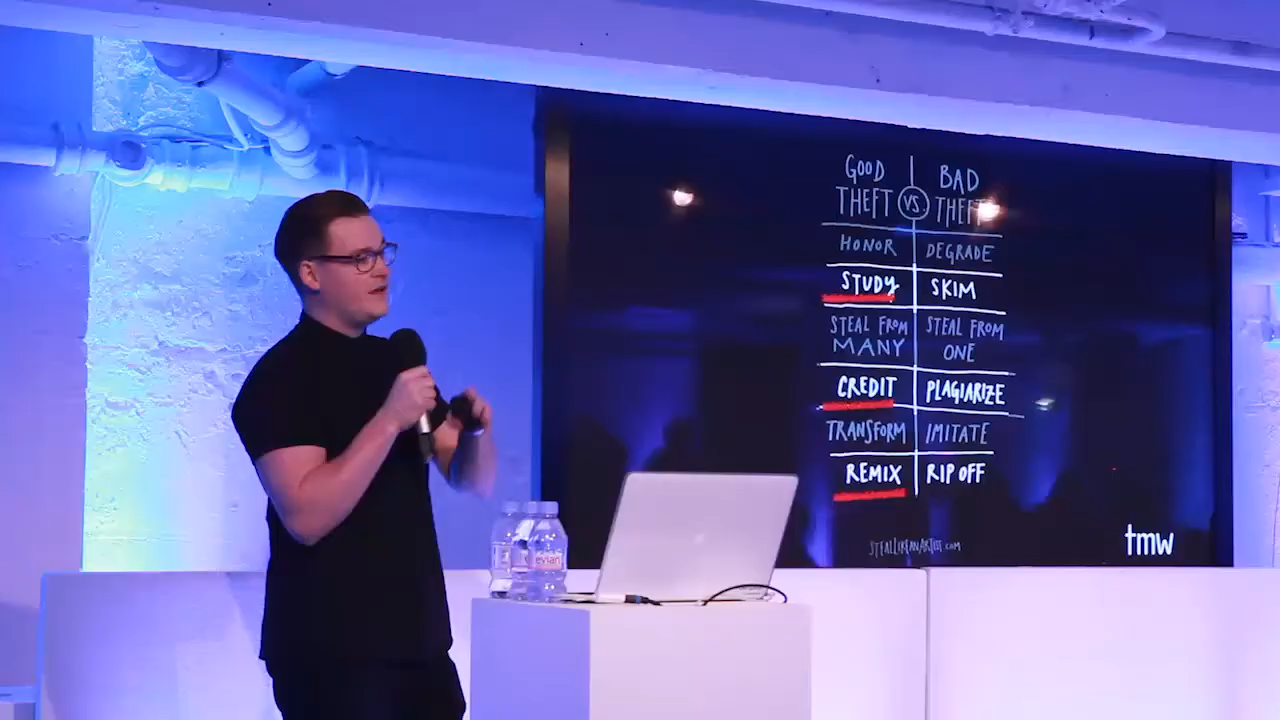 GOOD THEFT VS. BAD THEFT
HONOR DEGRADE
STUDY SKIM
STEAL FROM MANY STEAL FROM ONE
CREDIT PLAGIARIZE
TRANSFORM IMITATE
REMIX RIP OFF
STEALLIKEANARTIST.COM
tmw
evian